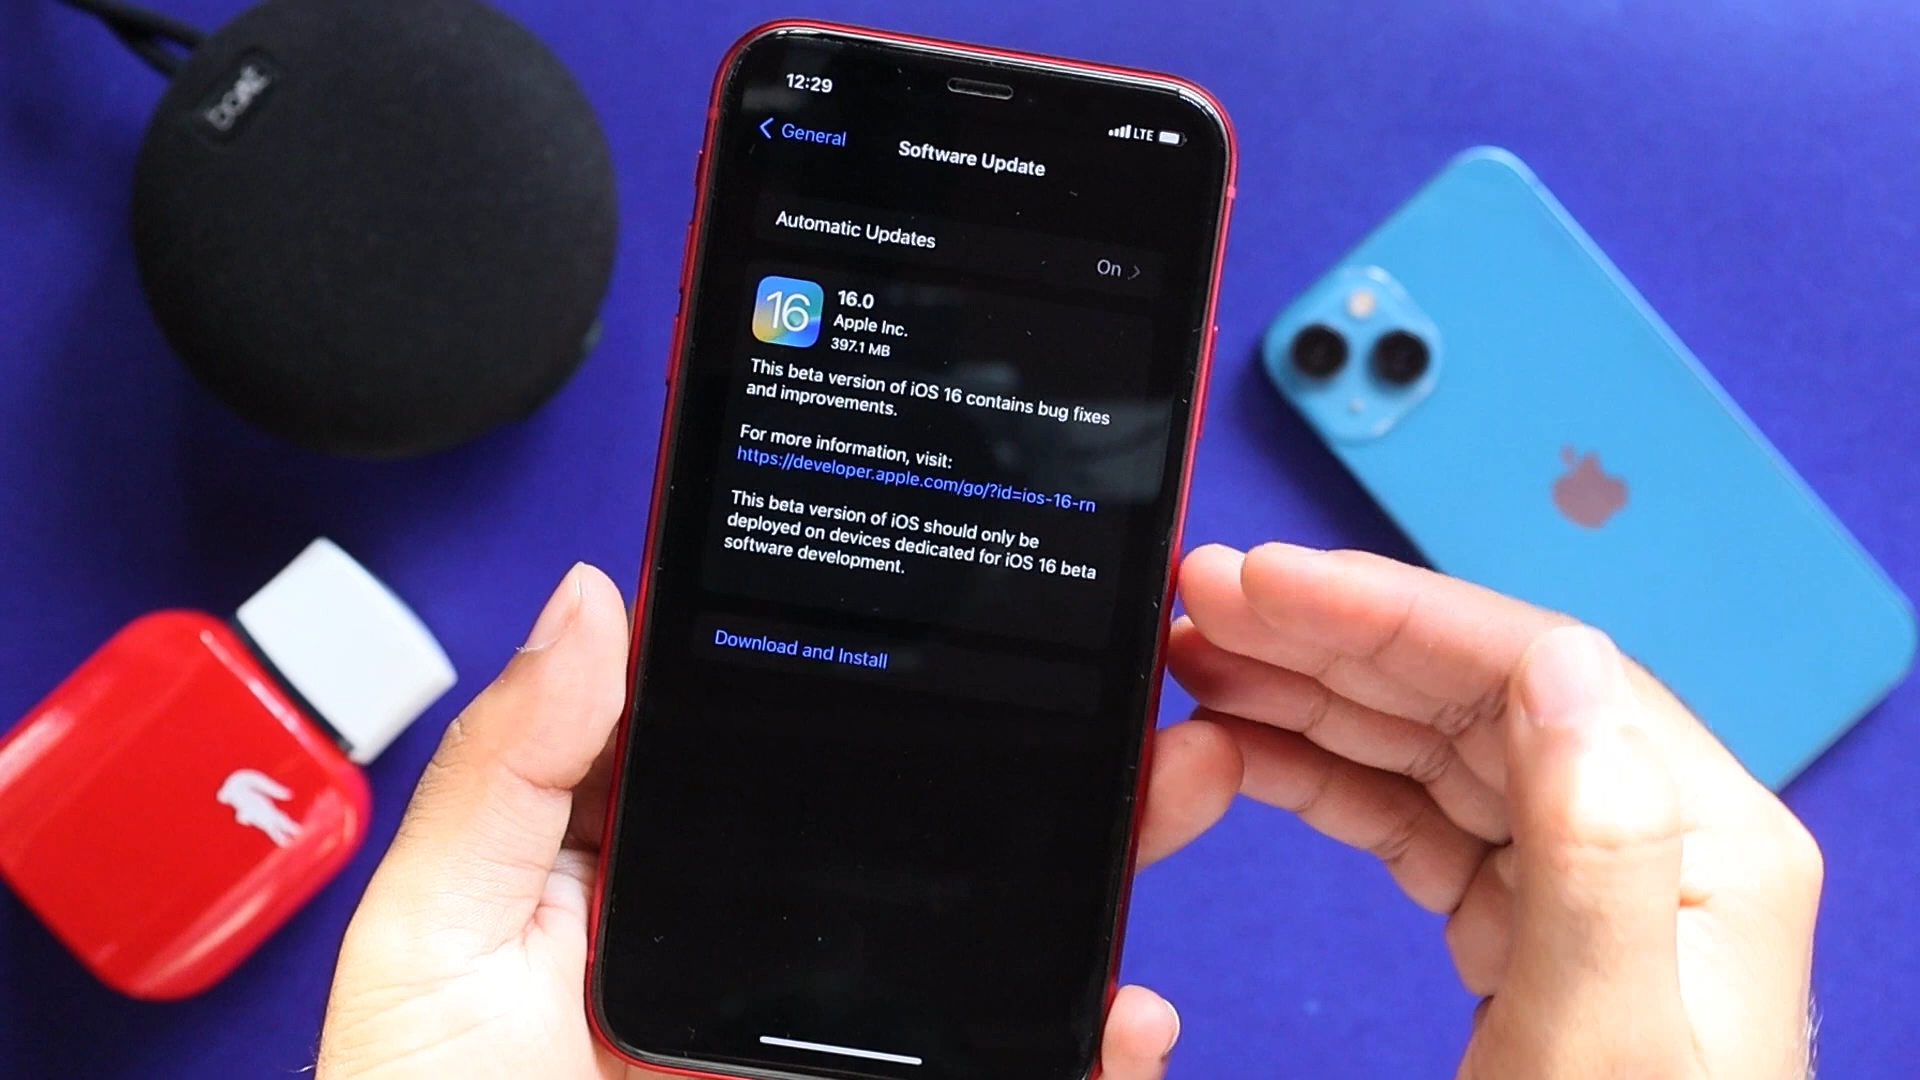 boAt
12:29
LTE
General
Software Update
Automatic Updates
On
16
16.0
Apple Inc.
397.1 MB
This beta version of iOS 16 contains bug fixes
and improvements.
For more information, visit:
https://developer.apple.com/go/?id=ios-16-rn
This beta version of iOS should only be
deployed on devices dedicated for iOS 16 beta
software development.
Download and Install